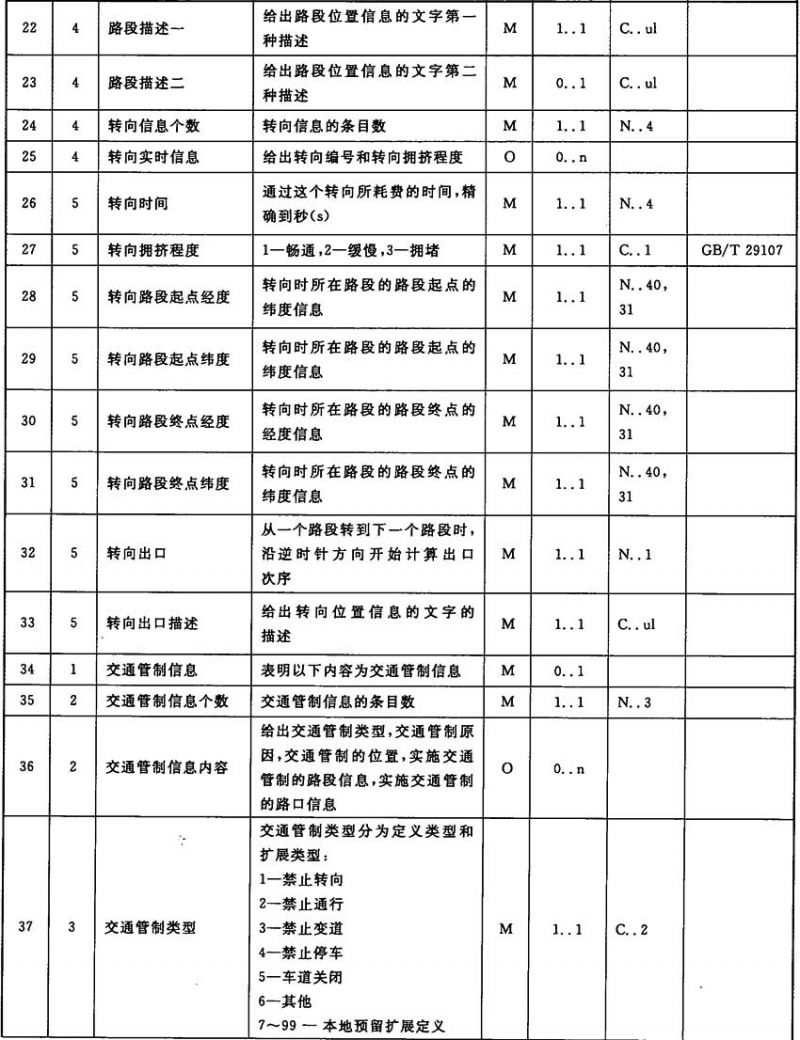 22 4 路段描述一 给出路段位置信息的文字第一 M 1..1 C..ul
种描述
23 4 路段描述二 给出路段位置信息的文字第二 M 0..1 C..ul
种描述
24 4 转向信息个数 转向信息的条目数 M 1..1 N..4
25 4 转向实时信息 给出转向编号和转向拥挤程度 O 0..n
26 5 转向时间 通过这个转向所耗费的时间,精 M 1..1 N..4
确到秒(s)
27 5 转向拥挤程度 1—畅通,2—缓慢,3—拥堵 M 1..1 C..1 GB/T 29107
28 5 转向路段起点经度 转向时所在路段的路段起点的 M 1..1 N..40,
纬度信息 31
29 5 转向路段起点纬度 转向时所在路段的路段起点的 M 1..1 N..40,
纬度信息 31
30 5 转向路段终点经度 转向时所在路段的路段终点的 M 1..1 N..40,
经度信息 31
31 5 转向路段终点纬度 转向时所在路段的路段终点的 M 1..1 N..40,
纬度信息 31
32 5 转向出口 从一个路段转到下一个路段时, M 1..1 N..1
沿逆时针方向开始计算出口
次序
33 5 转向出口描述 给出转向位置信息的文字的 M 1..1 C..ul
描述
34 1 交通管制信息 表明以下内容为交通管制信息 M 0..1
35 2 交通管制信息个数 交通管制信息的条目数 M 1..1 N..3
36 2 交通管制信息内容 给出交通管制类型,交通管制原 O 0..n
因,交通管制的位置,实施交通
管制的路段信息,实施交通管制
的路口信息
37 3 交通管制类型 交通管制类型分为定义类型和 M 1..1 C..2
扩展类型:
1—禁止转向
2—禁止通行
3—禁止变道
4—禁止停车
5—车道关闭
6—其他
7～99 — 本地预留扩展定义